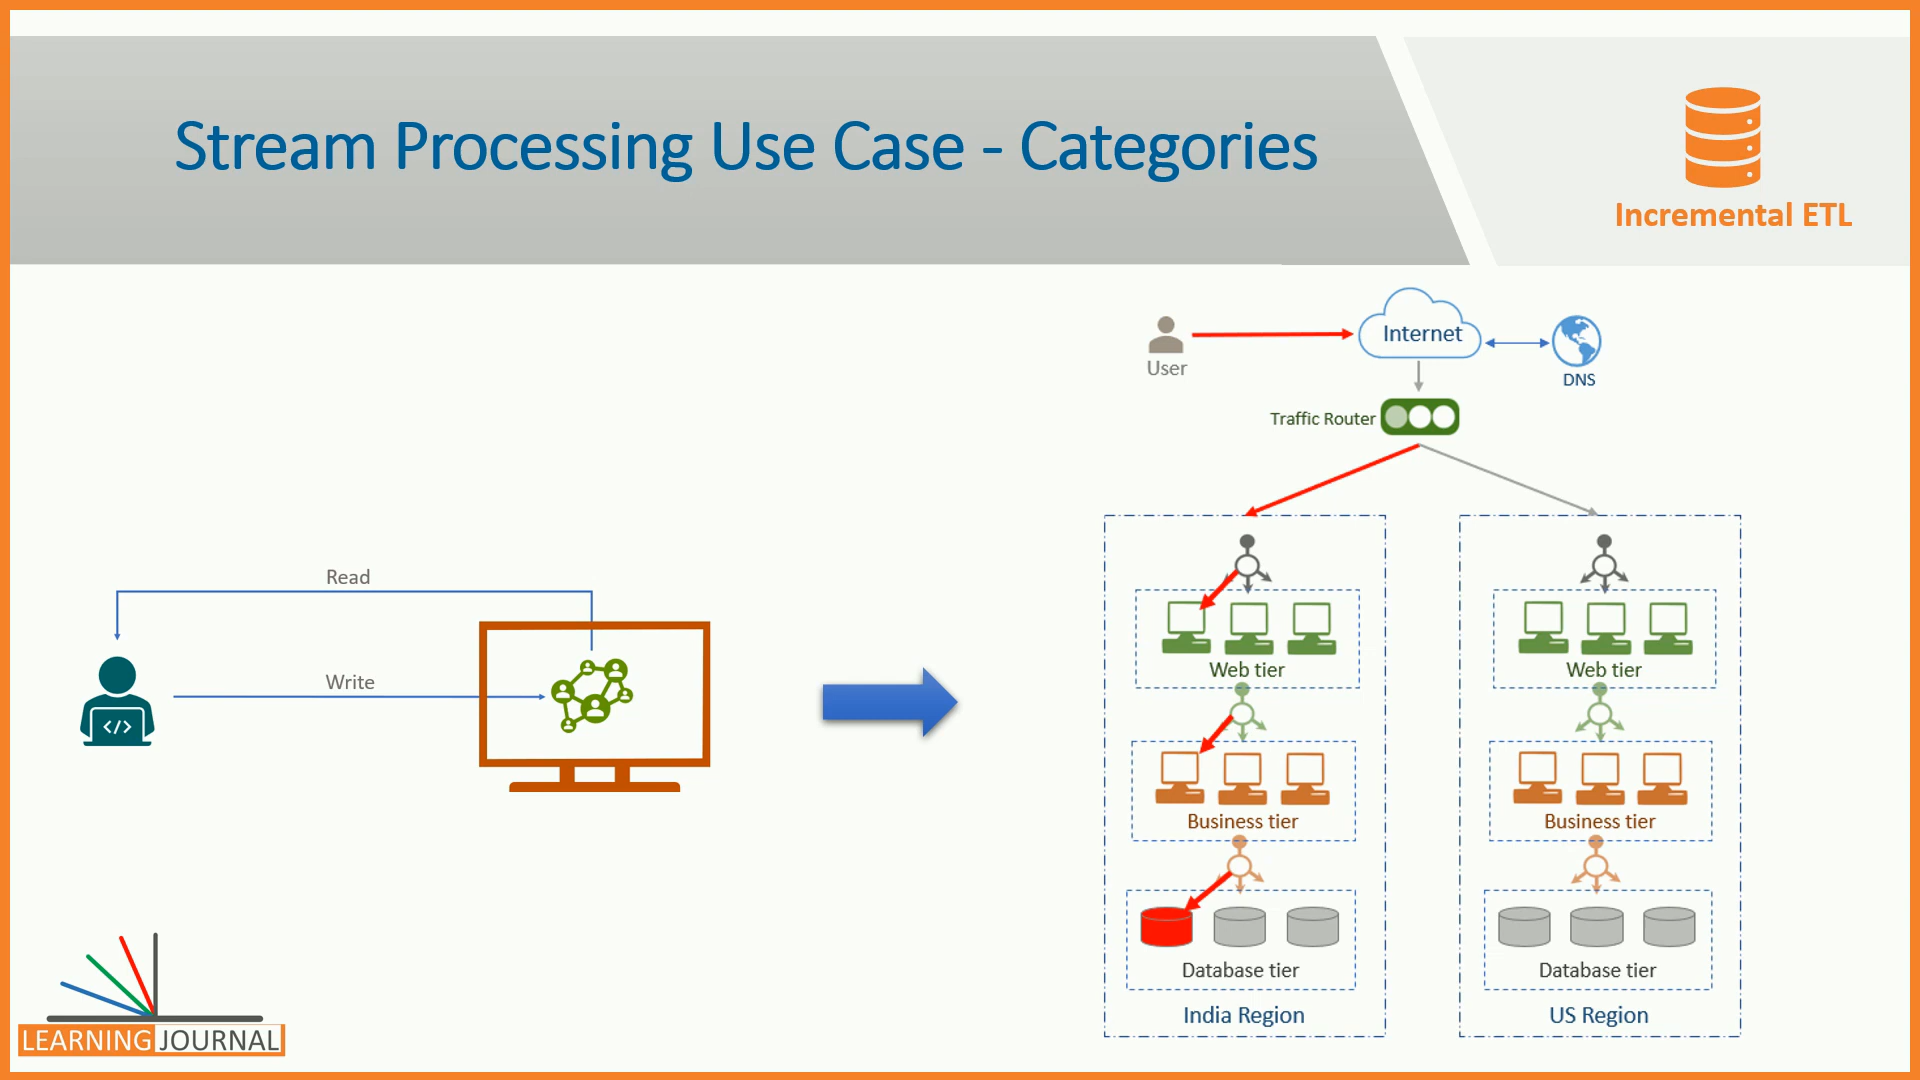 Stream Processing Use Case - Categories
Incremental ETL
Read
Write
</>
User
Internet
DNS
Traffic Router
Web tier
Business tier
Database tier
India Region
Web tier
Business tier
Database tier
US Region
LEARNING JOURNAL